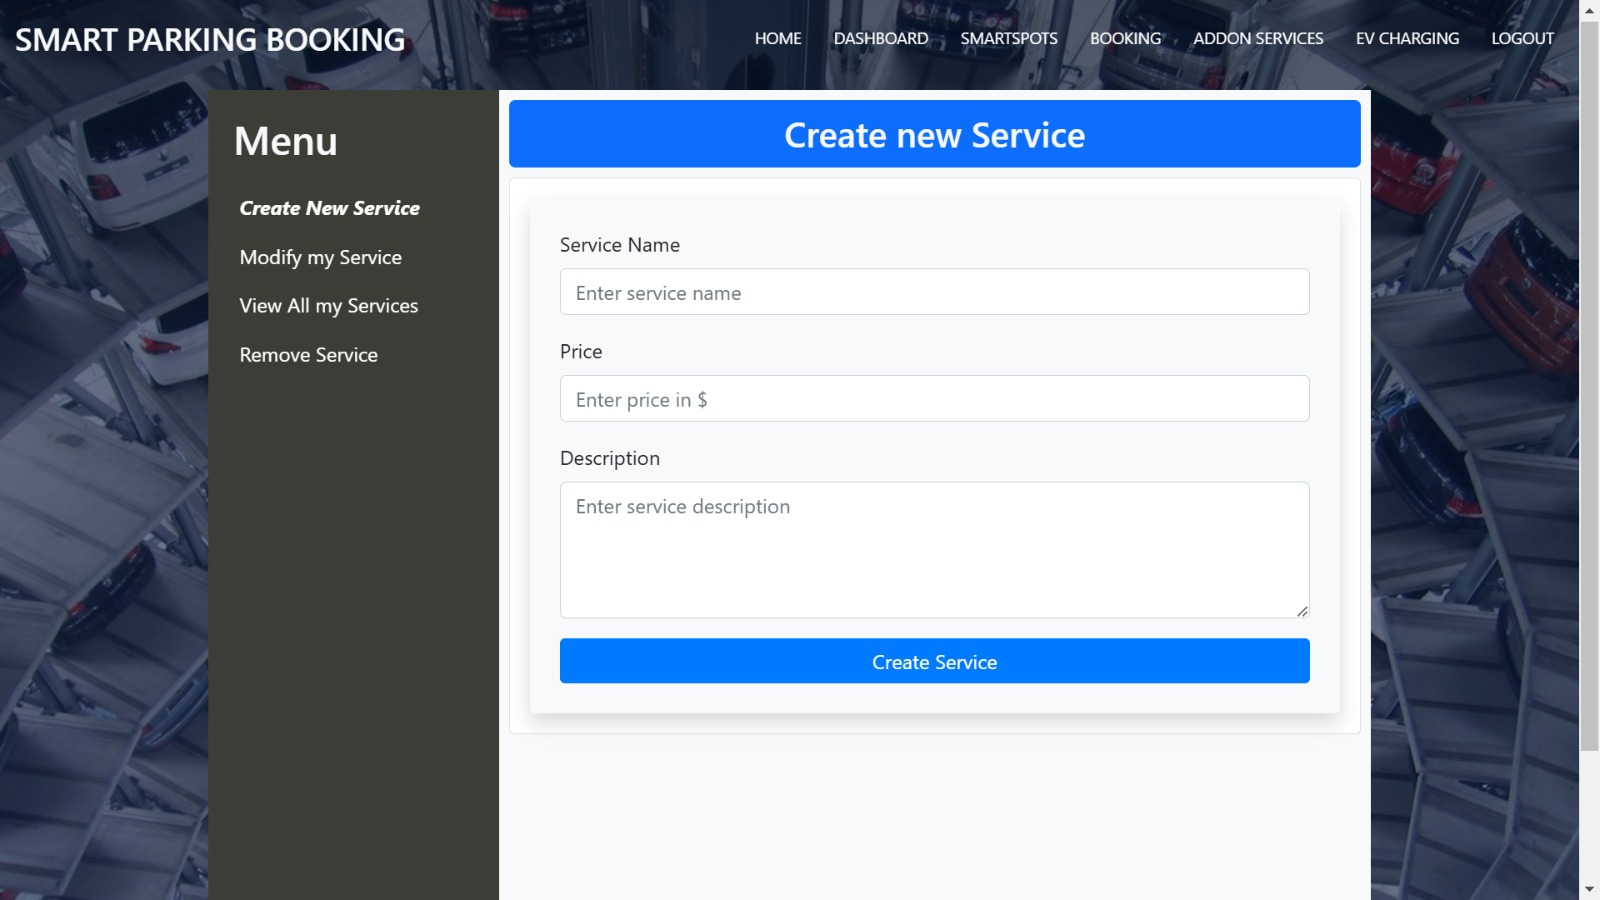 SMART PARKING BOOKING
HOME DASHBOARD SMARTSPOTS BOOKING ADDON SERVICES EV CHARGING LOGOUT
Menu
Create New Service
Modify my Service
View All my Services
Remove Service
Create new Service
Service Name
Enter service name
Price
Enter price in $
Description
Enter service description
Create Service